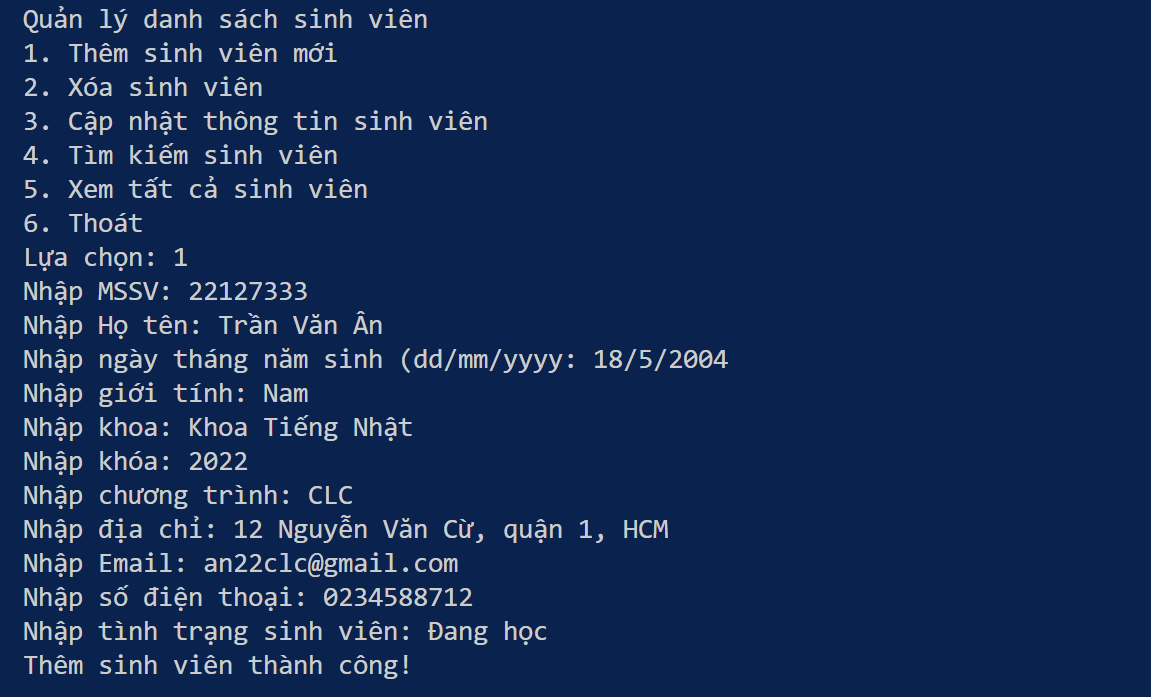 Quản lý danh sách sinh viên
1. Thêm sinh viên mới
2. Xóa sinh viên
3. Cập nhật thông tin sinh viên
4. Tìm kiếm sinh viên
5. Xem tất cả sinh viên
6. Thoát
Lựa chọn: 1
Nhập MSSV: 22127333
Nhập Họ tên: Trần Văn Ân
Nhập ngày tháng năm sinh (dd/mm/yyyy: 18/5/2004
Nhập giới tính: Nam
Nhập khoa: Khoa Tiếng Nhật
Nhập khóa: 2022
Nhập chương trình: CLC
Nhập địa chỉ: 12 Nguyễn Văn Cừ, quận 1, HCM
Nhập Email: an22clc@gmail.com
Nhập số điện thoại: 0234588712
Nhập tình trạng sinh viên: Đang học
Thêm sinh viên thành công!